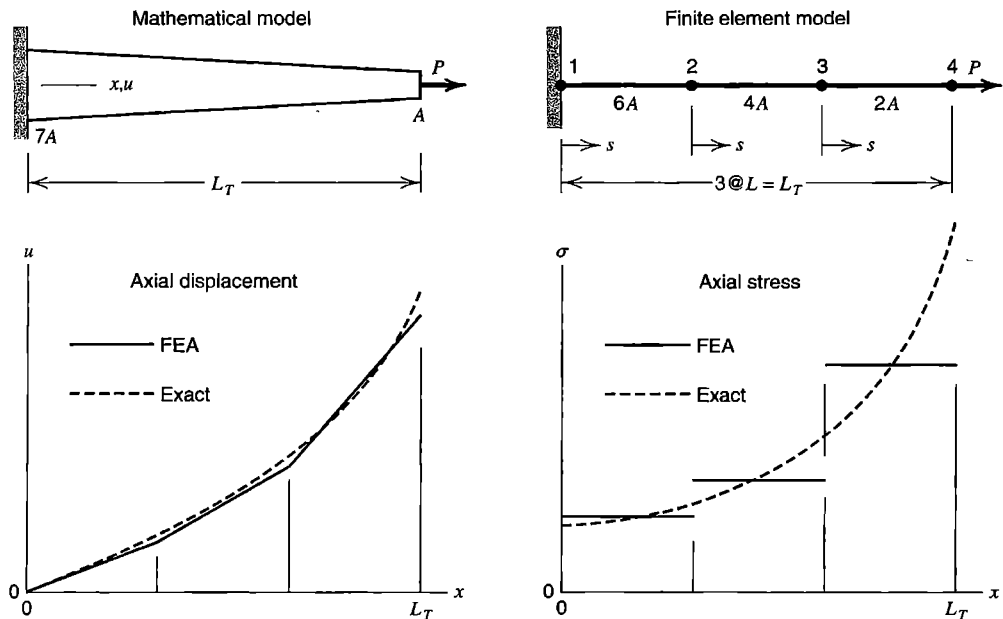 Mathematical model
x,u
P
7A
A
L_T
Finite element model
1 2 3 4 P
6A 4A 2A
s s s
3@L = L_T
u
Axial displacement
FEA
Exact
0
0 L_T x
σ
Axial stress
FEA
Exact
0
0 L_T x